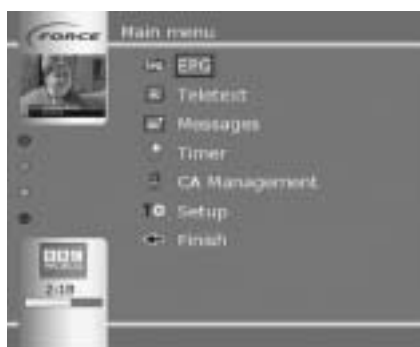 FORCE
Main menu
EPG
Teletext
Messages
Timer
CA Management
Setup
Finish
BBC
2:18